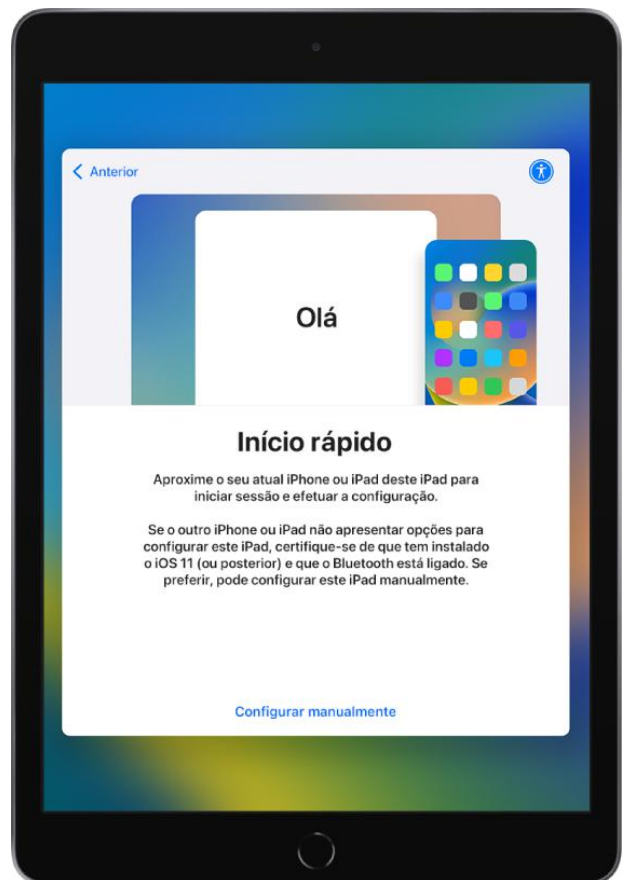 Anterior
Olá
Início rápido
Aproxime o seu atual iPhone ou iPad deste iPad para
iniciar sessão e efetuar a configuração.
Se o outro iPhone ou iPad não apresentar opções para
configurar este iPad, certifique-se de que tem instalado
o iOS 11 (ou posterior) e que o Bluetooth está ligado. Se
preferir, pode configurar este iPad manualmente.
Configurar manualmente